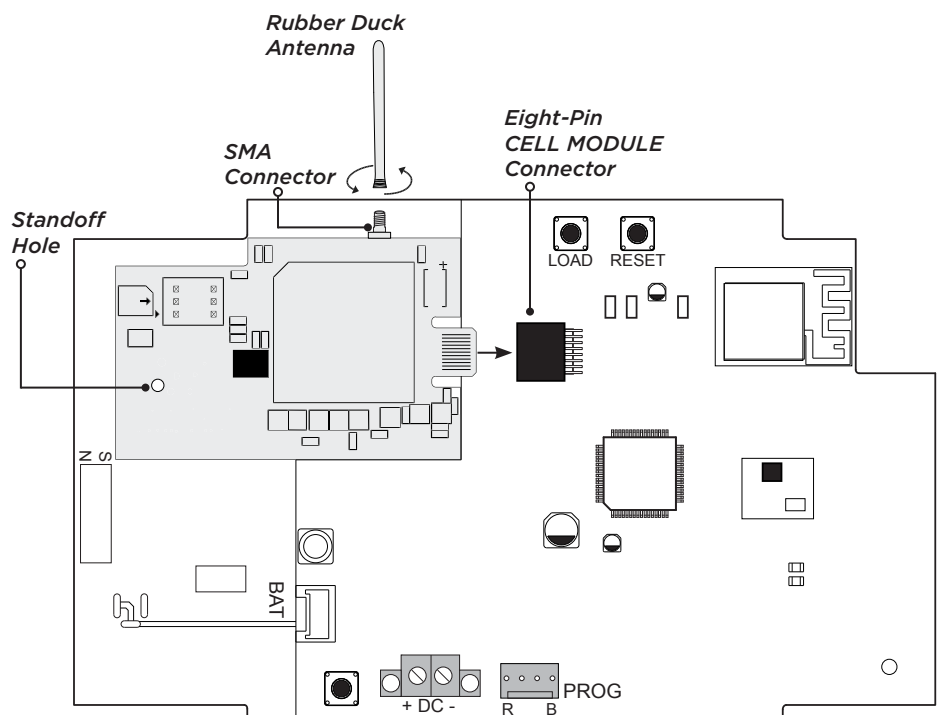 Rubber Duck
Antenna
Eight-Pin
CELL MODULE
Connector
SMA
Connector
Standoff
Hole
LOAD
RESET
+
S
N
BAT
+ DC -
PROG
R
B